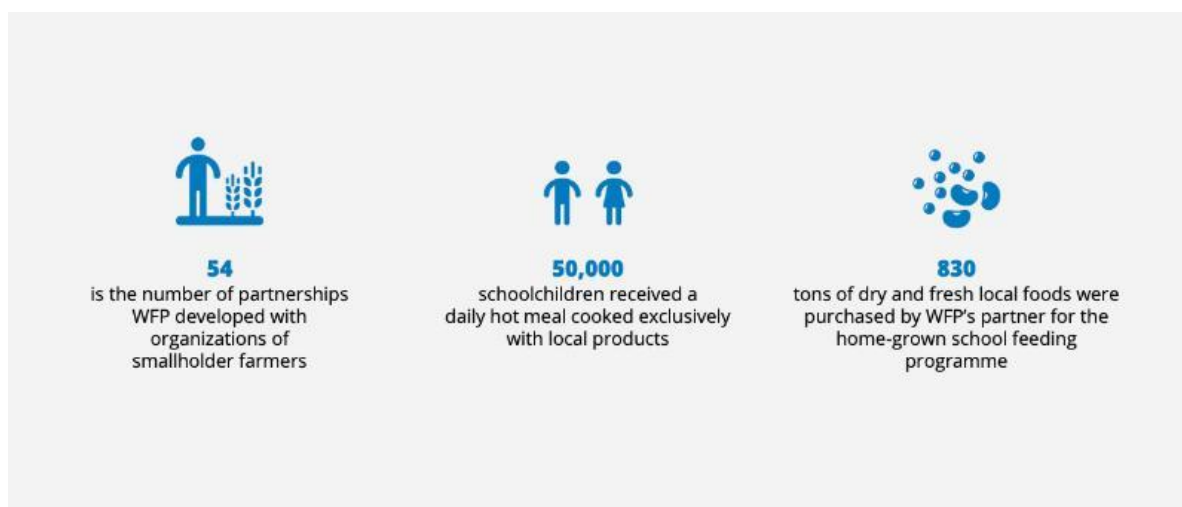 54
is the number of partnerships
WFP developed with
organizations of
smallholder farmers
50,000
schoolchildren received a
daily hot meal cooked exclusively
with local products
830
tons of dry and fresh local foods were
purchased by WFP's partner for the
home-grown school feeding
programme